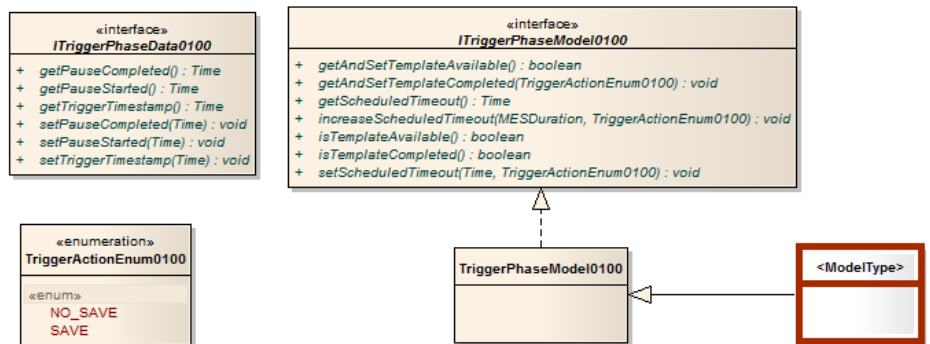 «interface»
ITriggerPhaseData0100
+ getPauseCompleted() : Time
+ getPauseStarted() : Time
+ getTriggerTimestamp() : Time
+ setPauseCompleted(Time) : void
+ setPauseStarted(Time) : void
+ setTriggerTimestamp(Time) : void
«interface»
ITriggerPhaseModel0100
+ getAndSetTemplateAvailable() : boolean
+ getAndSetTemplateCompleted(TriggerActionEnum0100) : void
+ getScheduledTimeout() : Time
+ increaseScheduledTimeout(MESDuration, TriggerActionEnum0100) : void
+ isTemplateAvailable() : boolean
+ isTemplateCompleted() : boolean
+ setScheduledTimeout(Time, TriggerActionEnum0100) : void
«enumeration»
TriggerActionEnum0100
«enum»
NO_SAVE
SAVE
TriggerPhaseModel0100
<ModelType>